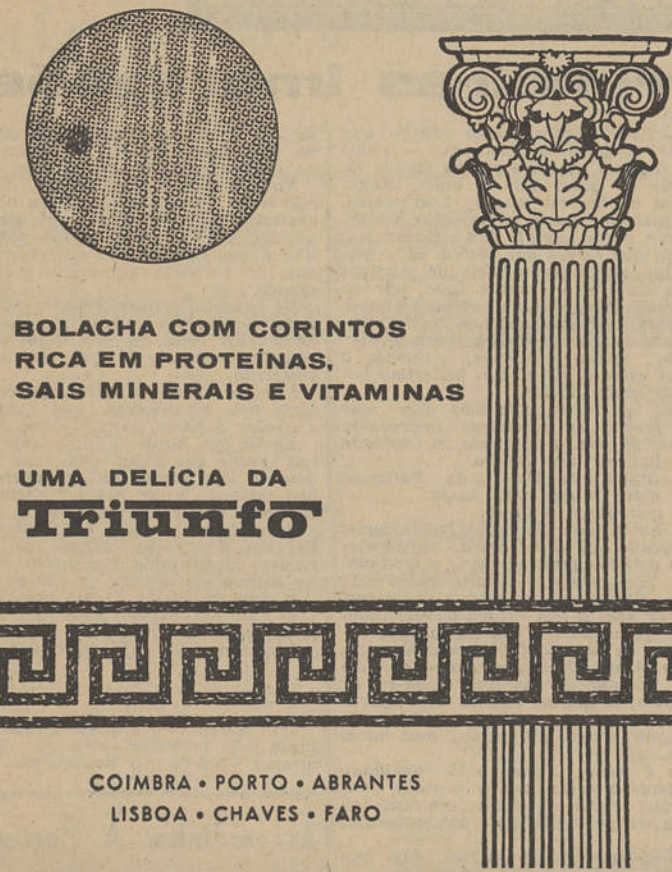 BOLACHA COM CORINTOS
RICA EM PROTEÍNAS,
SAIS MINERAIS E VITAMINAS
UMA DELÍCIA DA
Triunfo
COIMBRA • PORTO • ABRANTES
LISBOA • CHAVES • FARO